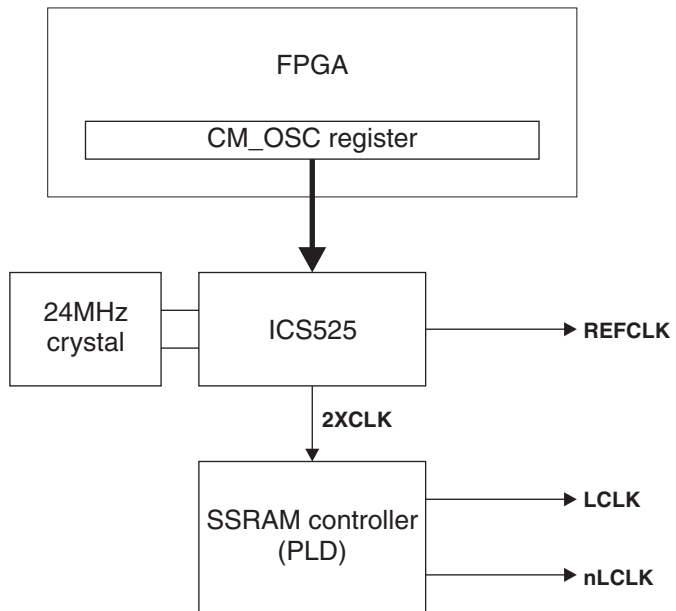 FPGA
CM_OSC register
24MHz
crystal
ICS525
REFCLK
2XCLK
SSRAM controller
(PLD)
LCLK
nLCLK